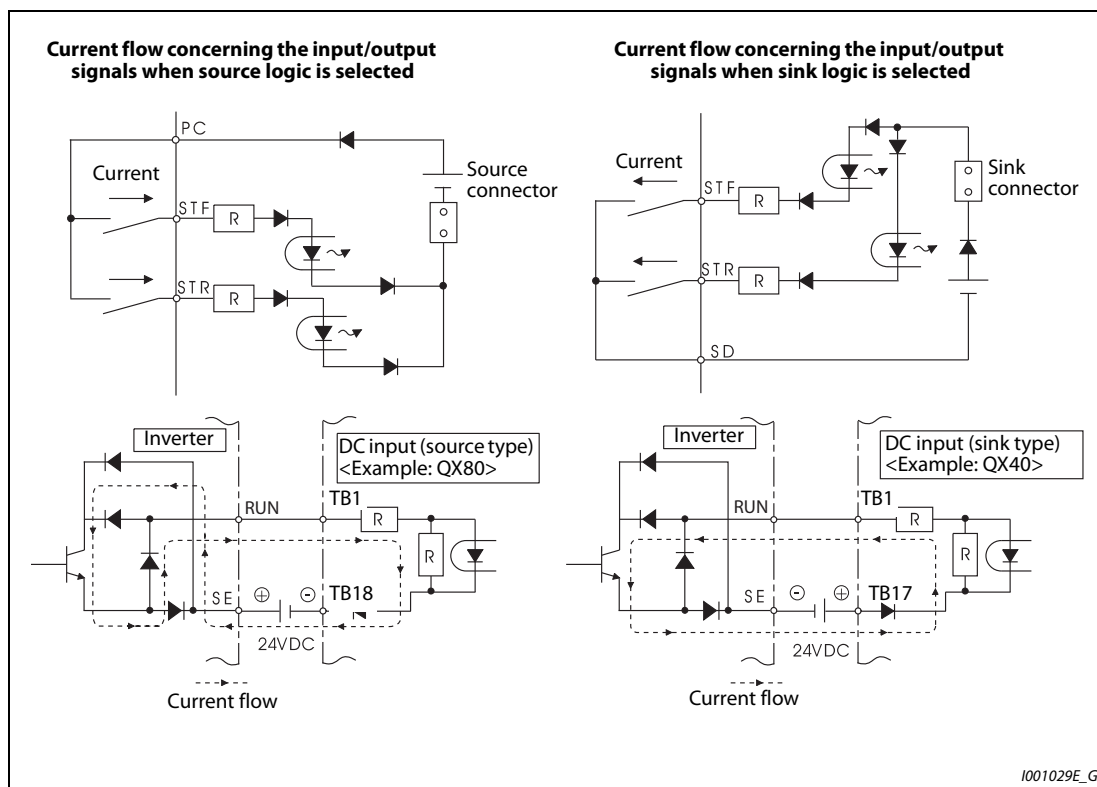 Current flow concerning the input/output
signals when source logic is selected
PC
Current
Source
connector
STF
R
STR
R
Current flow concerning the input/output
signals when sink logic is selected
Current
Sink
connector
STF
R
STR
R
SD
Inverter
DC input (source type)
<Example: QX80>
TB1
RUN
R
R
SE
⊕
⊖
TB18
24VDC
Current flow
Inverter
DC input (sink type)
<Example: QX40>
TB1
RUN
R
R
SE
⊖
⊕
TB17
24VDC
Current flow
I001029E_G